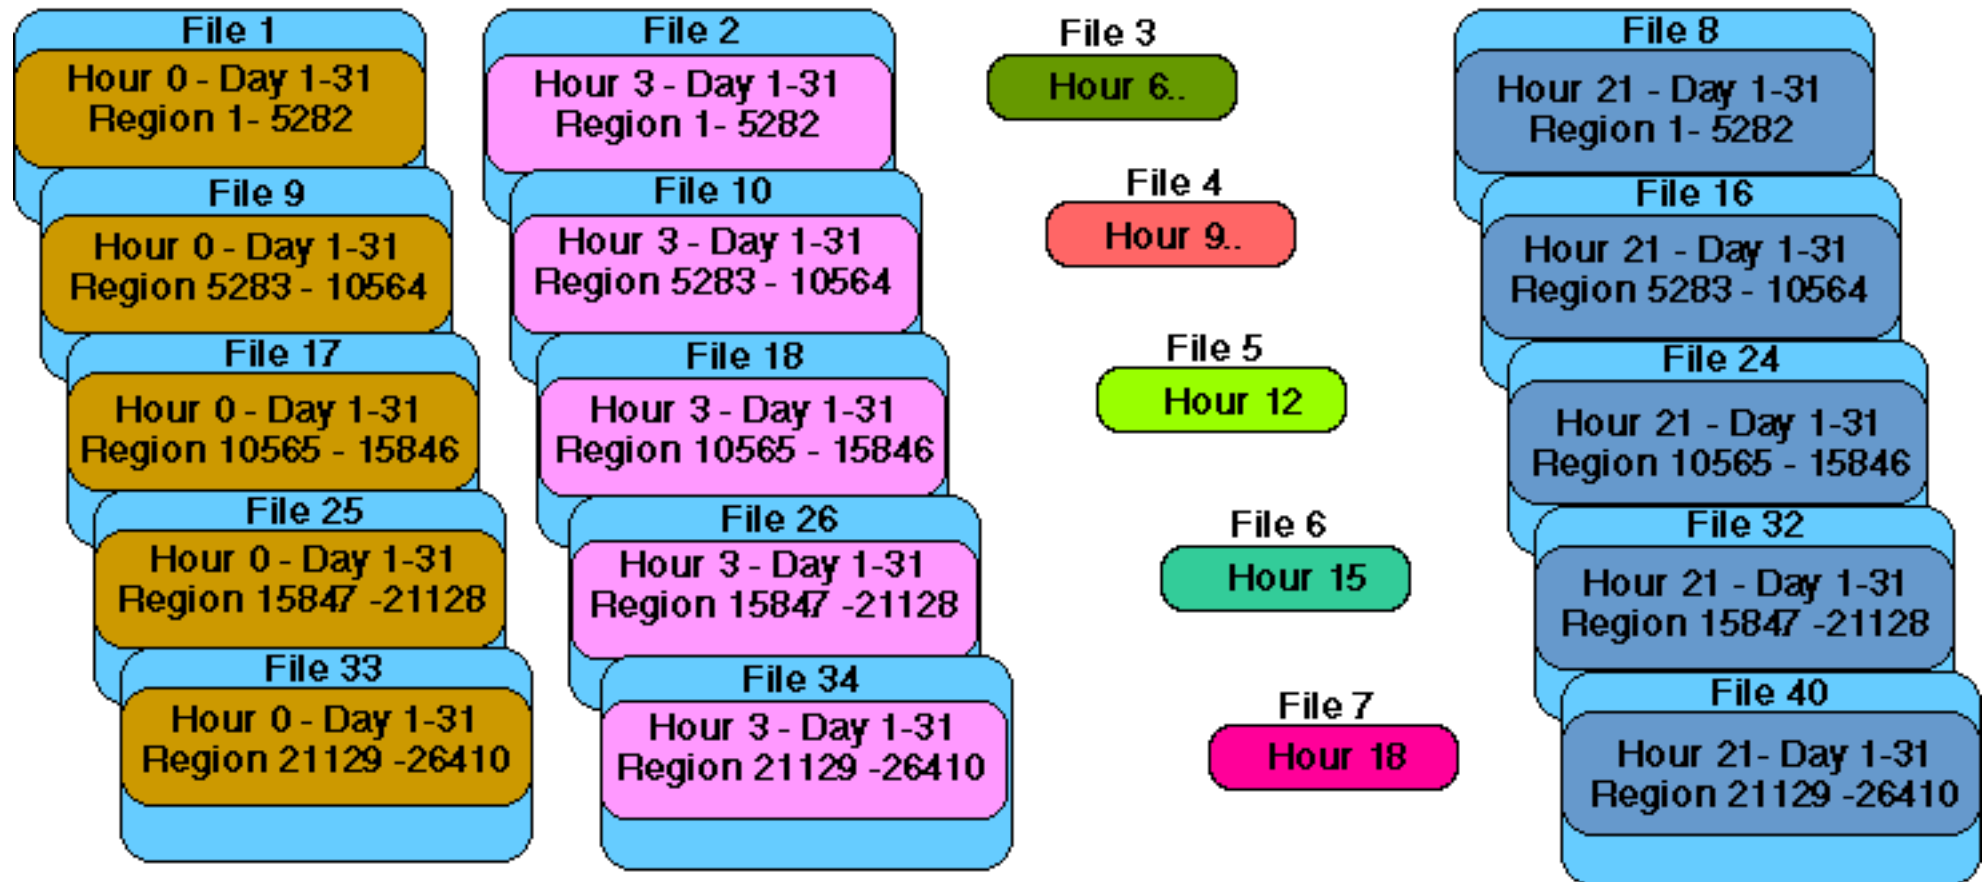 File 1
Hour 0 - Day 1-31
Region 1- 5282
File 9
Hour 0 - Day 1-31
Region 5283 - 10564
File 17
Hour 0 - Day 1-31
Region 10565 - 15846
File 25
Hour 0 - Day 1-31
Region 15847 -21128
File 33
Hour 0 - Day 1-31
Region 21129 -26410
File 2
Hour 3 - Day 1-31
Region 1- 5282
File 10
Hour 3 - Day 1-31
Region 5283 - 10564
File 18
Hour 3 - Day 1-31
Region 10565 - 15846
File 26
Hour 3 - Day 1-31
Region 15847 -21128
File 34
Hour 3 - Day 1-31
Region 21129 -26410
File 3
Hour 6..
File 4
Hour 9..
File 5
Hour 12
File 6
Hour 15
File 7
Hour 18
File 8
Hour 21 - Day 1-31
Region 1- 5282
File 16
Hour 21 - Day 1-31
Region 5283 - 10564
File 24
Hour 21 - Day 1-31
Region 10565 - 15846
File 32
Hour 21 - Day 1-31
Region 15847 -21128
File 40
Hour 21- Day 1-31
Region 21129 -26410